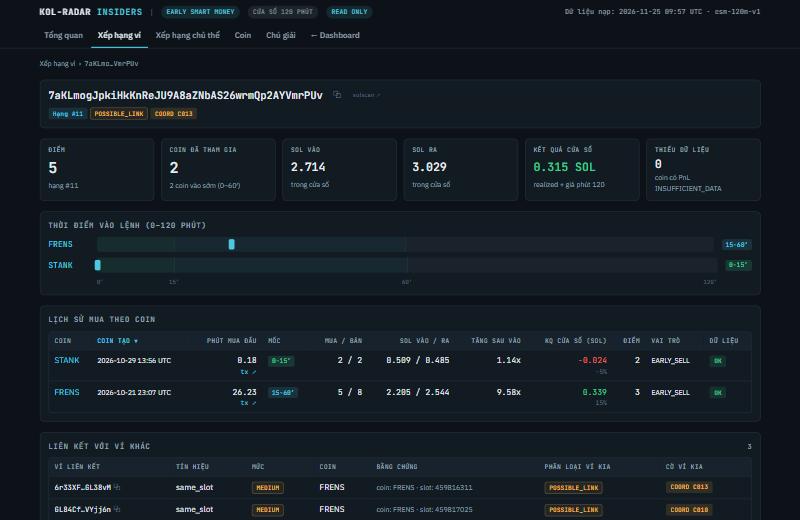 KOL-RADAR INSIDERS | EARLY SMART MONEY CỬA SỔ 120 PHÚT READ ONLY Dữ liệu nạp: 2026-11-25 09:57 UTC · esm-120m-v1
Tổng quan Xếp hạng ví Xếp hạng chủ thể Coin Chú giải ← Dashboard
Xếp hạng ví › 7aKLmo…VmrPUv
7aKLmogJpkiHkKnReJU9A8aZNbAS26wrmQp2AYVmrPUv solscan ↗
Hạng #11 POSSIBLE_LINK COORD C013
ĐIỂM COIN ĐÃ THAM GIA SOL VÀO SOL RA KẾT QUẢ CỬA SỔ THIẾU DỮ LIỆU
5 2 2.714 3.029 0.315 SOL 0
hạng #11 2 coin vào sớm (0–60′) trong cửa sổ trong cửa sổ realized + giá phút 120 coin có PnL
INSUFFICIENT_DATA
THỜI ĐIỂM VÀO LỆNH (0–120 PHÚT)
FRENS 15-60′
STANK 0-15′
0′ 15′ 60′ 120′
LỊCH SỬ MUA THEO COIN
COIN COIN TẠO ▼ PHÚT MUA ĐẦU MỐC MUA / BÁN SOL VÀO / RA TĂNG SAU VÀO KQ CỬA SỔ (SOL) ĐIỂM VAI TRÒ DỮ LIỆU
STANK 2026-10-29 13:56 UTC 0.18 0-15′ 2 / 2 0.509 / 0.485 1.14x -0.024 2 EARLY_SELL OK
tx ↗ -5%
FRENS 2026-10-21 23:07 UTC 26.23 15-60′ 5 / 8 2.205 / 2.544 9.58x 0.339 3 EARLY_SELL OK
tx ↗ 15%
LIÊN KẾT VỚI VÍ KHÁC 3
VÍ LIÊN KẾT TÍN HIỆU MỨC COIN BẰNG CHỨNG PHÂN LOẠI VÍ KIA CỜ VÍ KIA
6r33XF…GL38vM same_slot MEDIUM FRENS coin: FRENS · slot: 459816311 POSSIBLE_LINK COORD C013
GL84Cf…VYjj6n same_slot MEDIUM FRENS coin: FRENS · slot: 459817025 POSSIBLE_LINK COORD C010